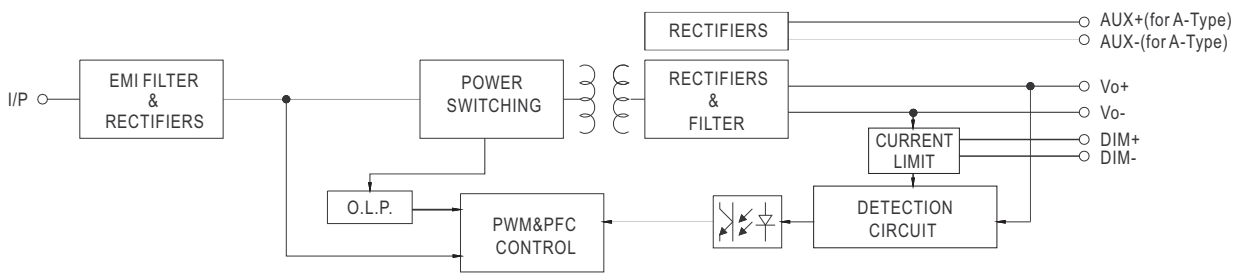 RECTIFIERS
AUX+(for A-Type)
AUX-(for A-Type)
I/P
EMI FILTER
&
RECTIFIERS
POWER
SWITCHING
RECTIFIERS
&
FILTER
Vo+
Vo-
CURRENT
LIMIT
DIM+
DIM-
O.L.P.
PWM&PFC
CONTROL
DETECTION
CIRCUIT